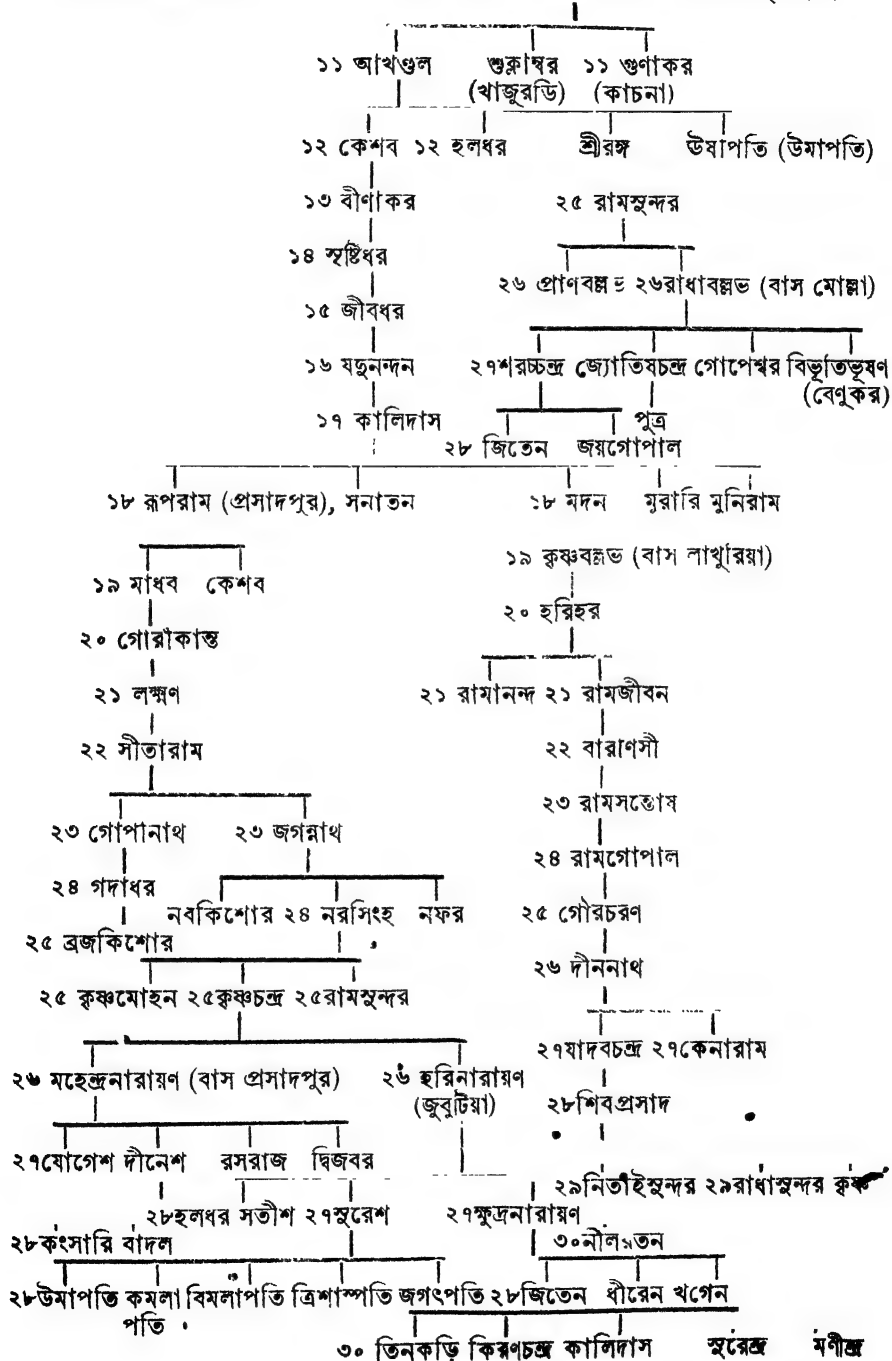 ১১ আখণ্ডল শুক্লাম্বর ১১ গুণাকর
(খাজুরডি) (কাচনা)
১২ কেশব ১২ হলধর শ্রীরঙ্গ ঊষাপতি (উমাপতি)
১৩ বীণাকর ২৫ রামসুন্দর
১৪ সৃষ্টিধর
২৬ প্রাণবল্লভ ২৬রাধাবল্লভ (বাস মোল্লা)
১৫ জীবধর
১৬ যদুনন্দন ২৭শরচ্চন্দ্র জ্যোতিষচন্দ্র গোপেশ্বর বিভূতিভূষণ
(বেণুকর)
১৭ কালিদাস পুত্র
২৮ জিতেন জয়গোপাল
১৮ রূপরাম (প্রসাদপুর), সনাতন ১৮ মদন মুরারি মুনিরাম
১৯ কৃষ্ণবল্লভ (বাস লাখুরিয়া)
১৯ মাধব কেশব
২০ হরিহর
২০ গোরাকান্ত
২১ লক্ষ্মণ ২১ রামানন্দ ২১ রামজীবন
২২ সীতারাম ২২ বারাণসী
২৩ রামসন্তোষ
২৩ গোপীনাথ ২৩ জগন্নাথ
২৪ রামগোপাল
২৪ গদাধর
নবকিশোর ২৪ নরসিংহ নফর ২৫ গৌরচরণ
২৫ ব্রজকিশোর
২৬ দীননাথ
২৫ কৃষ্ণমোহন ২৫কৃষ্ণচন্দ্র ২৫রামসুন্দর
২৭যাদবচন্দ্র ২৭কেনারাম
২৬ মহেন্দ্রনারায়ণ (বাস প্রসাদপুর) ২৬ হরিনারায়ণ
(জুবুটিয়া) ২৮শিবপ্রসাদ
২৭যোগেশ দীনেশ রসরাজ দ্বিজবর
২৯নিতাইসুন্দর ২৯রাধাসুন্দর কৃষ্ণ
২৮হলধর সতীশ ২৭সুরেশ ২৭ক্ষুদ্রনারায়ণ
২৮কংসারি বাদল ৩০নীলরতন
২৮উমাপতি কমলা বিমলাপতি ত্রিশাম্পতি জগৎপতি ২৮জিতেন ধীরেন খগেন
পতি
৩০ তিনকড়ি কিরণচন্দ্র কালিদাস সুরেন্দ্র মণীন্দ্র